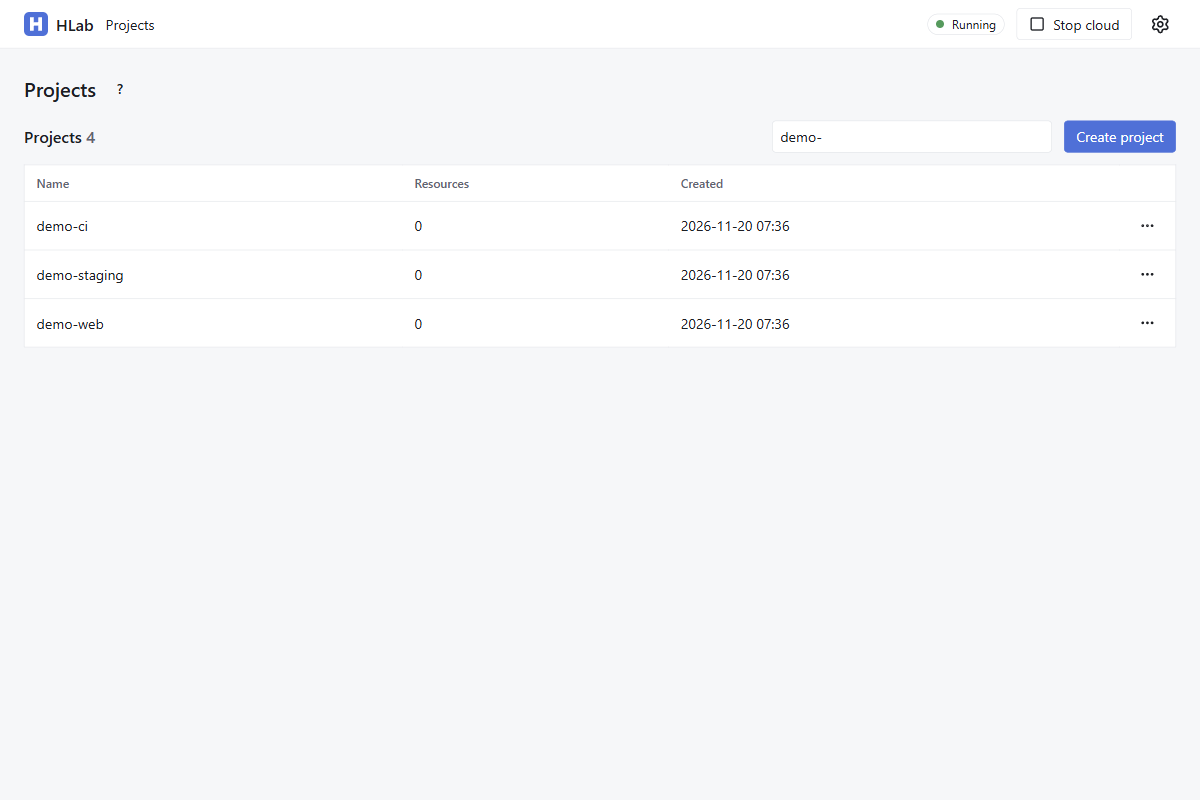 H HLab Projects Running Stop cloud
Projects ?
Projects 4 demo- Create project
Name Resources Created
demo-ci 0 2026-11-20 07:36 ...
demo-staging 0 2026-11-20 07:36 ...
demo-web 0 2026-11-20 07:36 ...